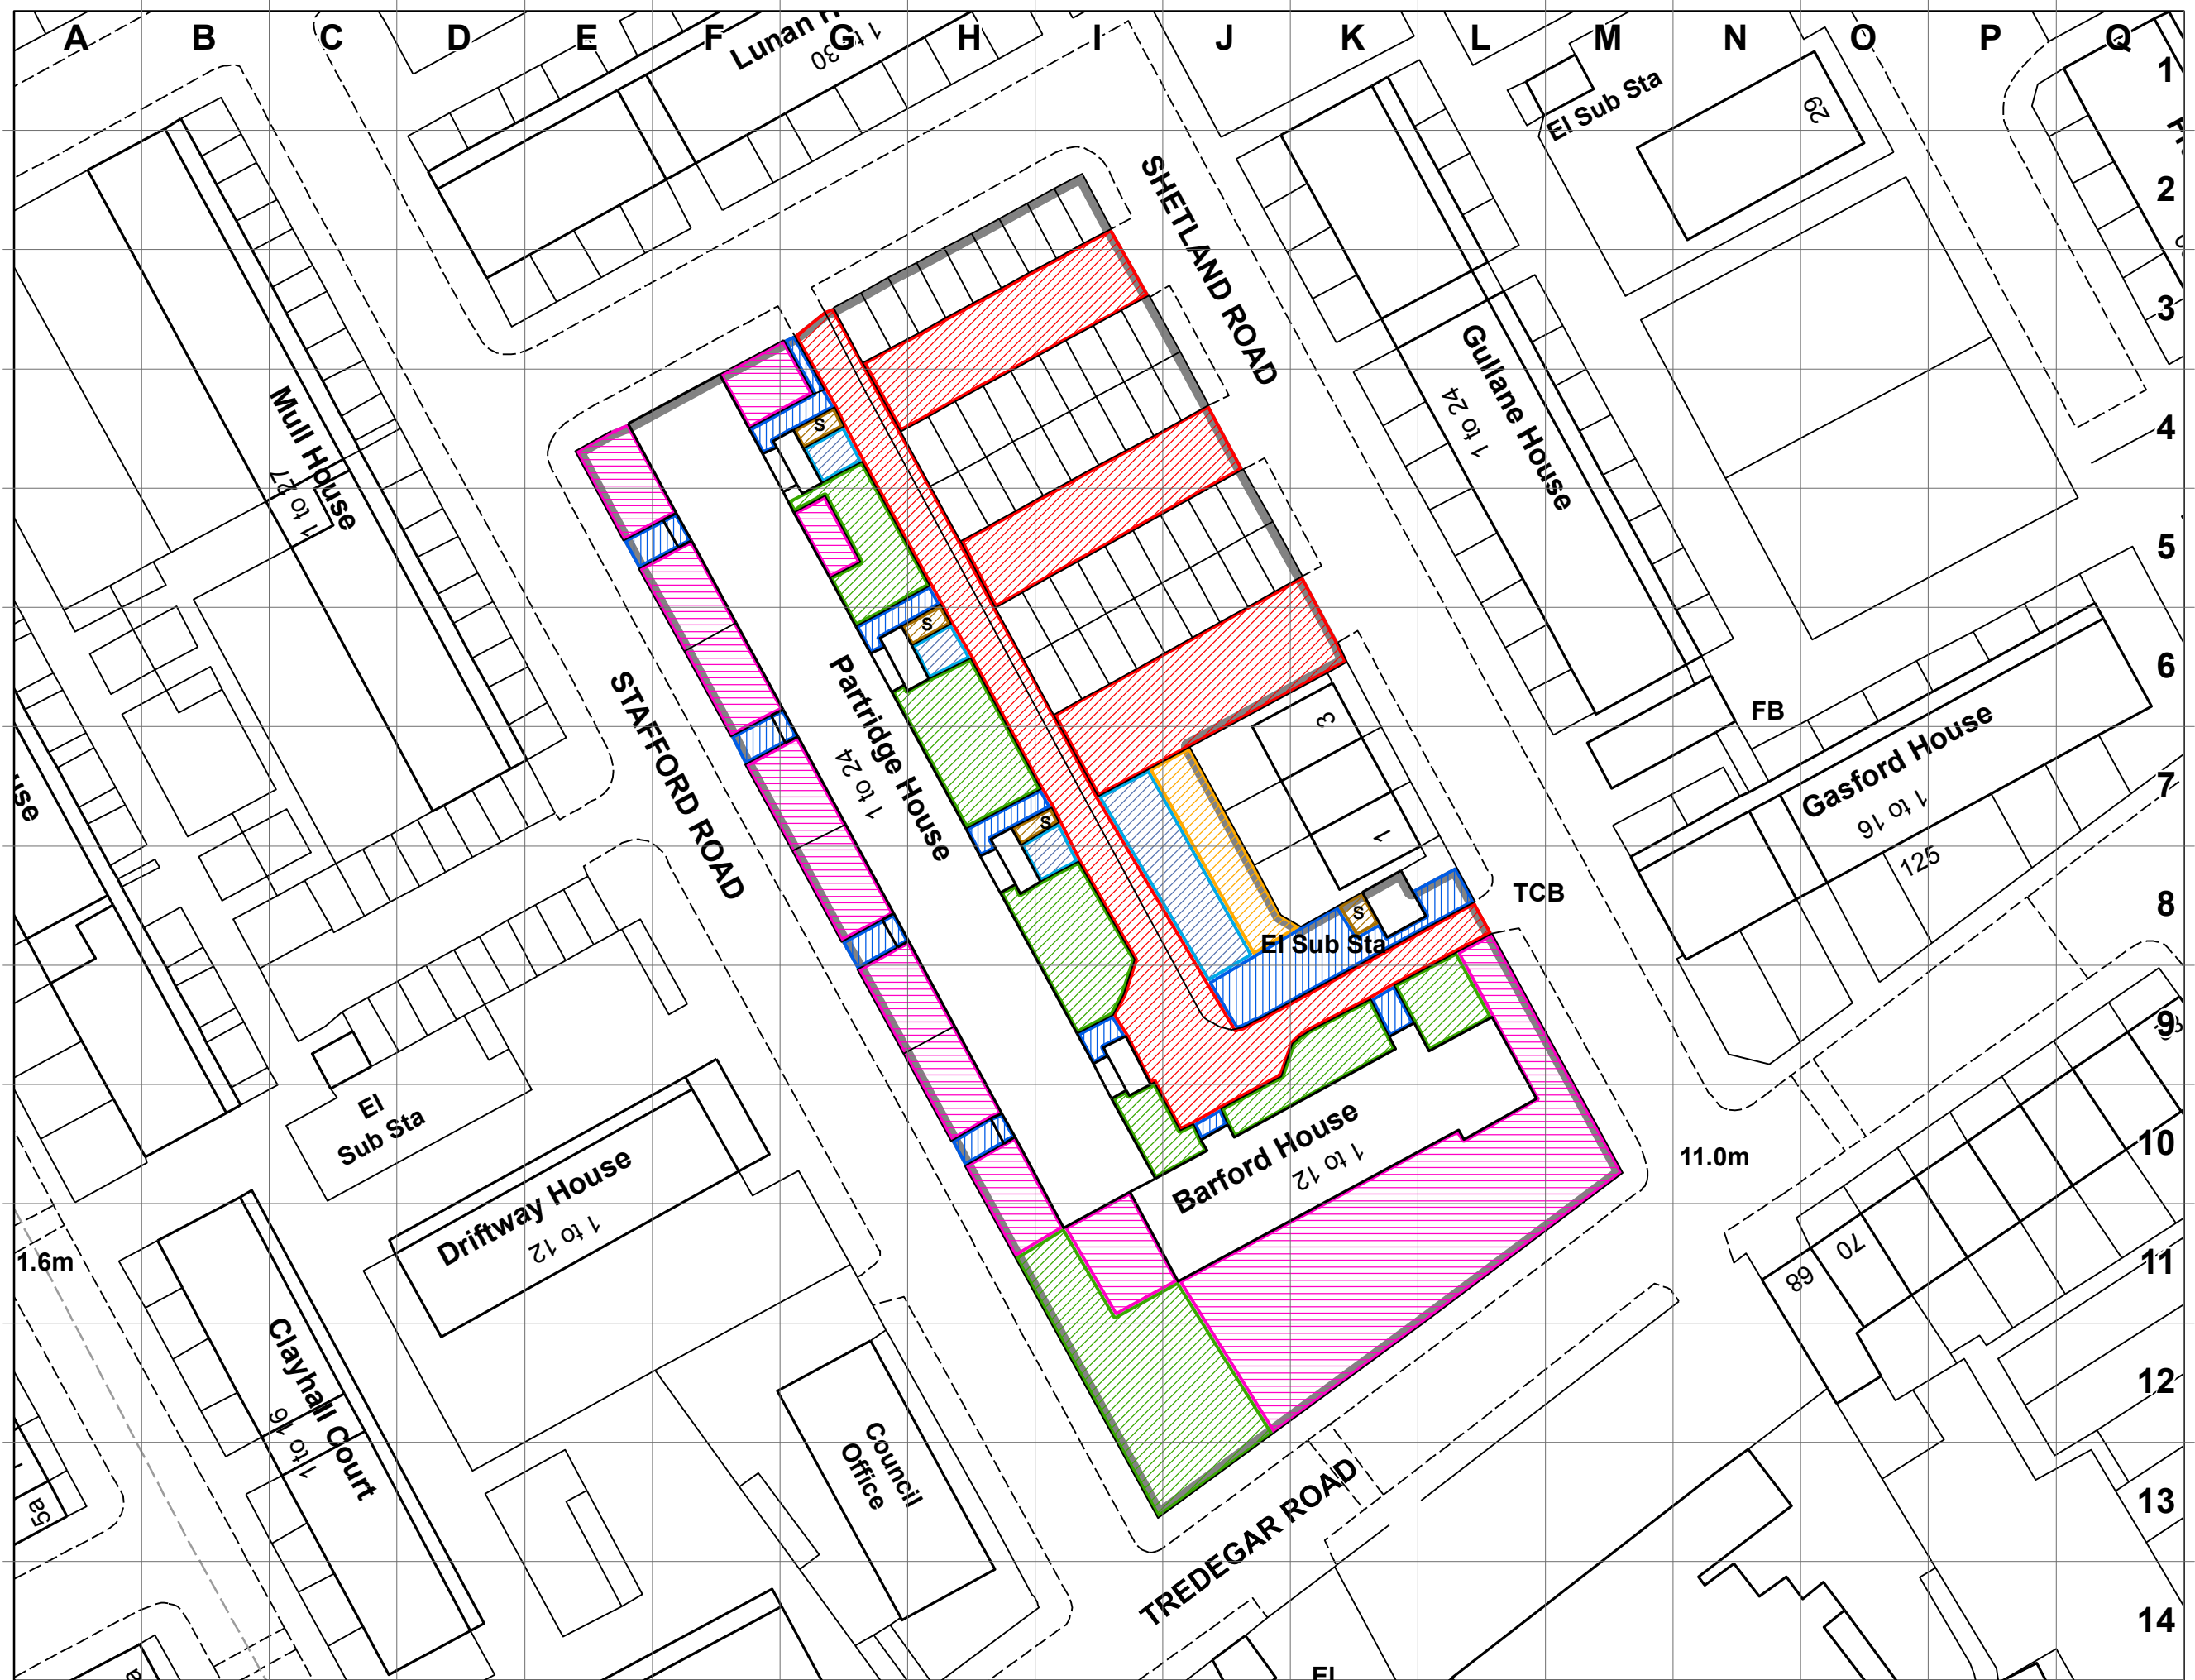 A B C D E F G H I J K L M N O P Q
1
2
3
4
5
6
7
8
9
10
11
12
13
14
1 to 30
El Sub Sta
29
SHETLAND ROAD
Mull House
1 to 27
Gullane House
1 to 24
S
S
S
S
STAFFORD ROAD
Partridge House
1 to 24
3
1
FB
Gasford House
1 to 16
125
TCB
El Sub Sta
El
Sub Sta
Driftway House
1 to 12
Barford House
1 to 12
11.0m
1.6m
70
68
Clayhall Court
1 to 16
Council
Office
5a
TREDEGAR ROAD